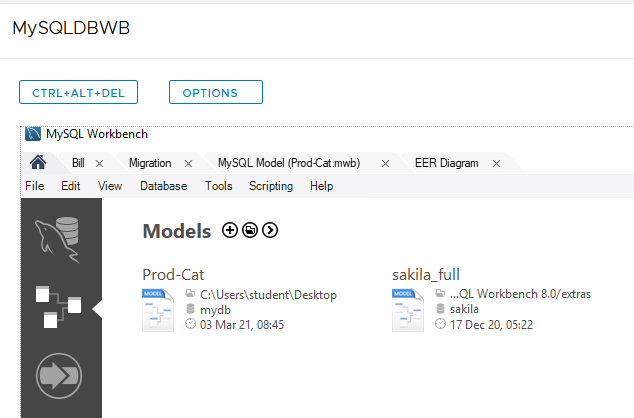 MySQLDBWB
CTRL+ALT+DEL OPTIONS
MySQL Workbench
Bill Migration MySQL Model (Prod-Cat.mwb) EER Diagram
File Edit View Database Tools Scripting Help
Models
Prod-Cat sakila_full
MODEL C:\Users\student\Desktop MODEL ...QL Workbench 8.0/extras
mydb sakila
03 Mar 21, 08:45 17 Dec 20, 05:22